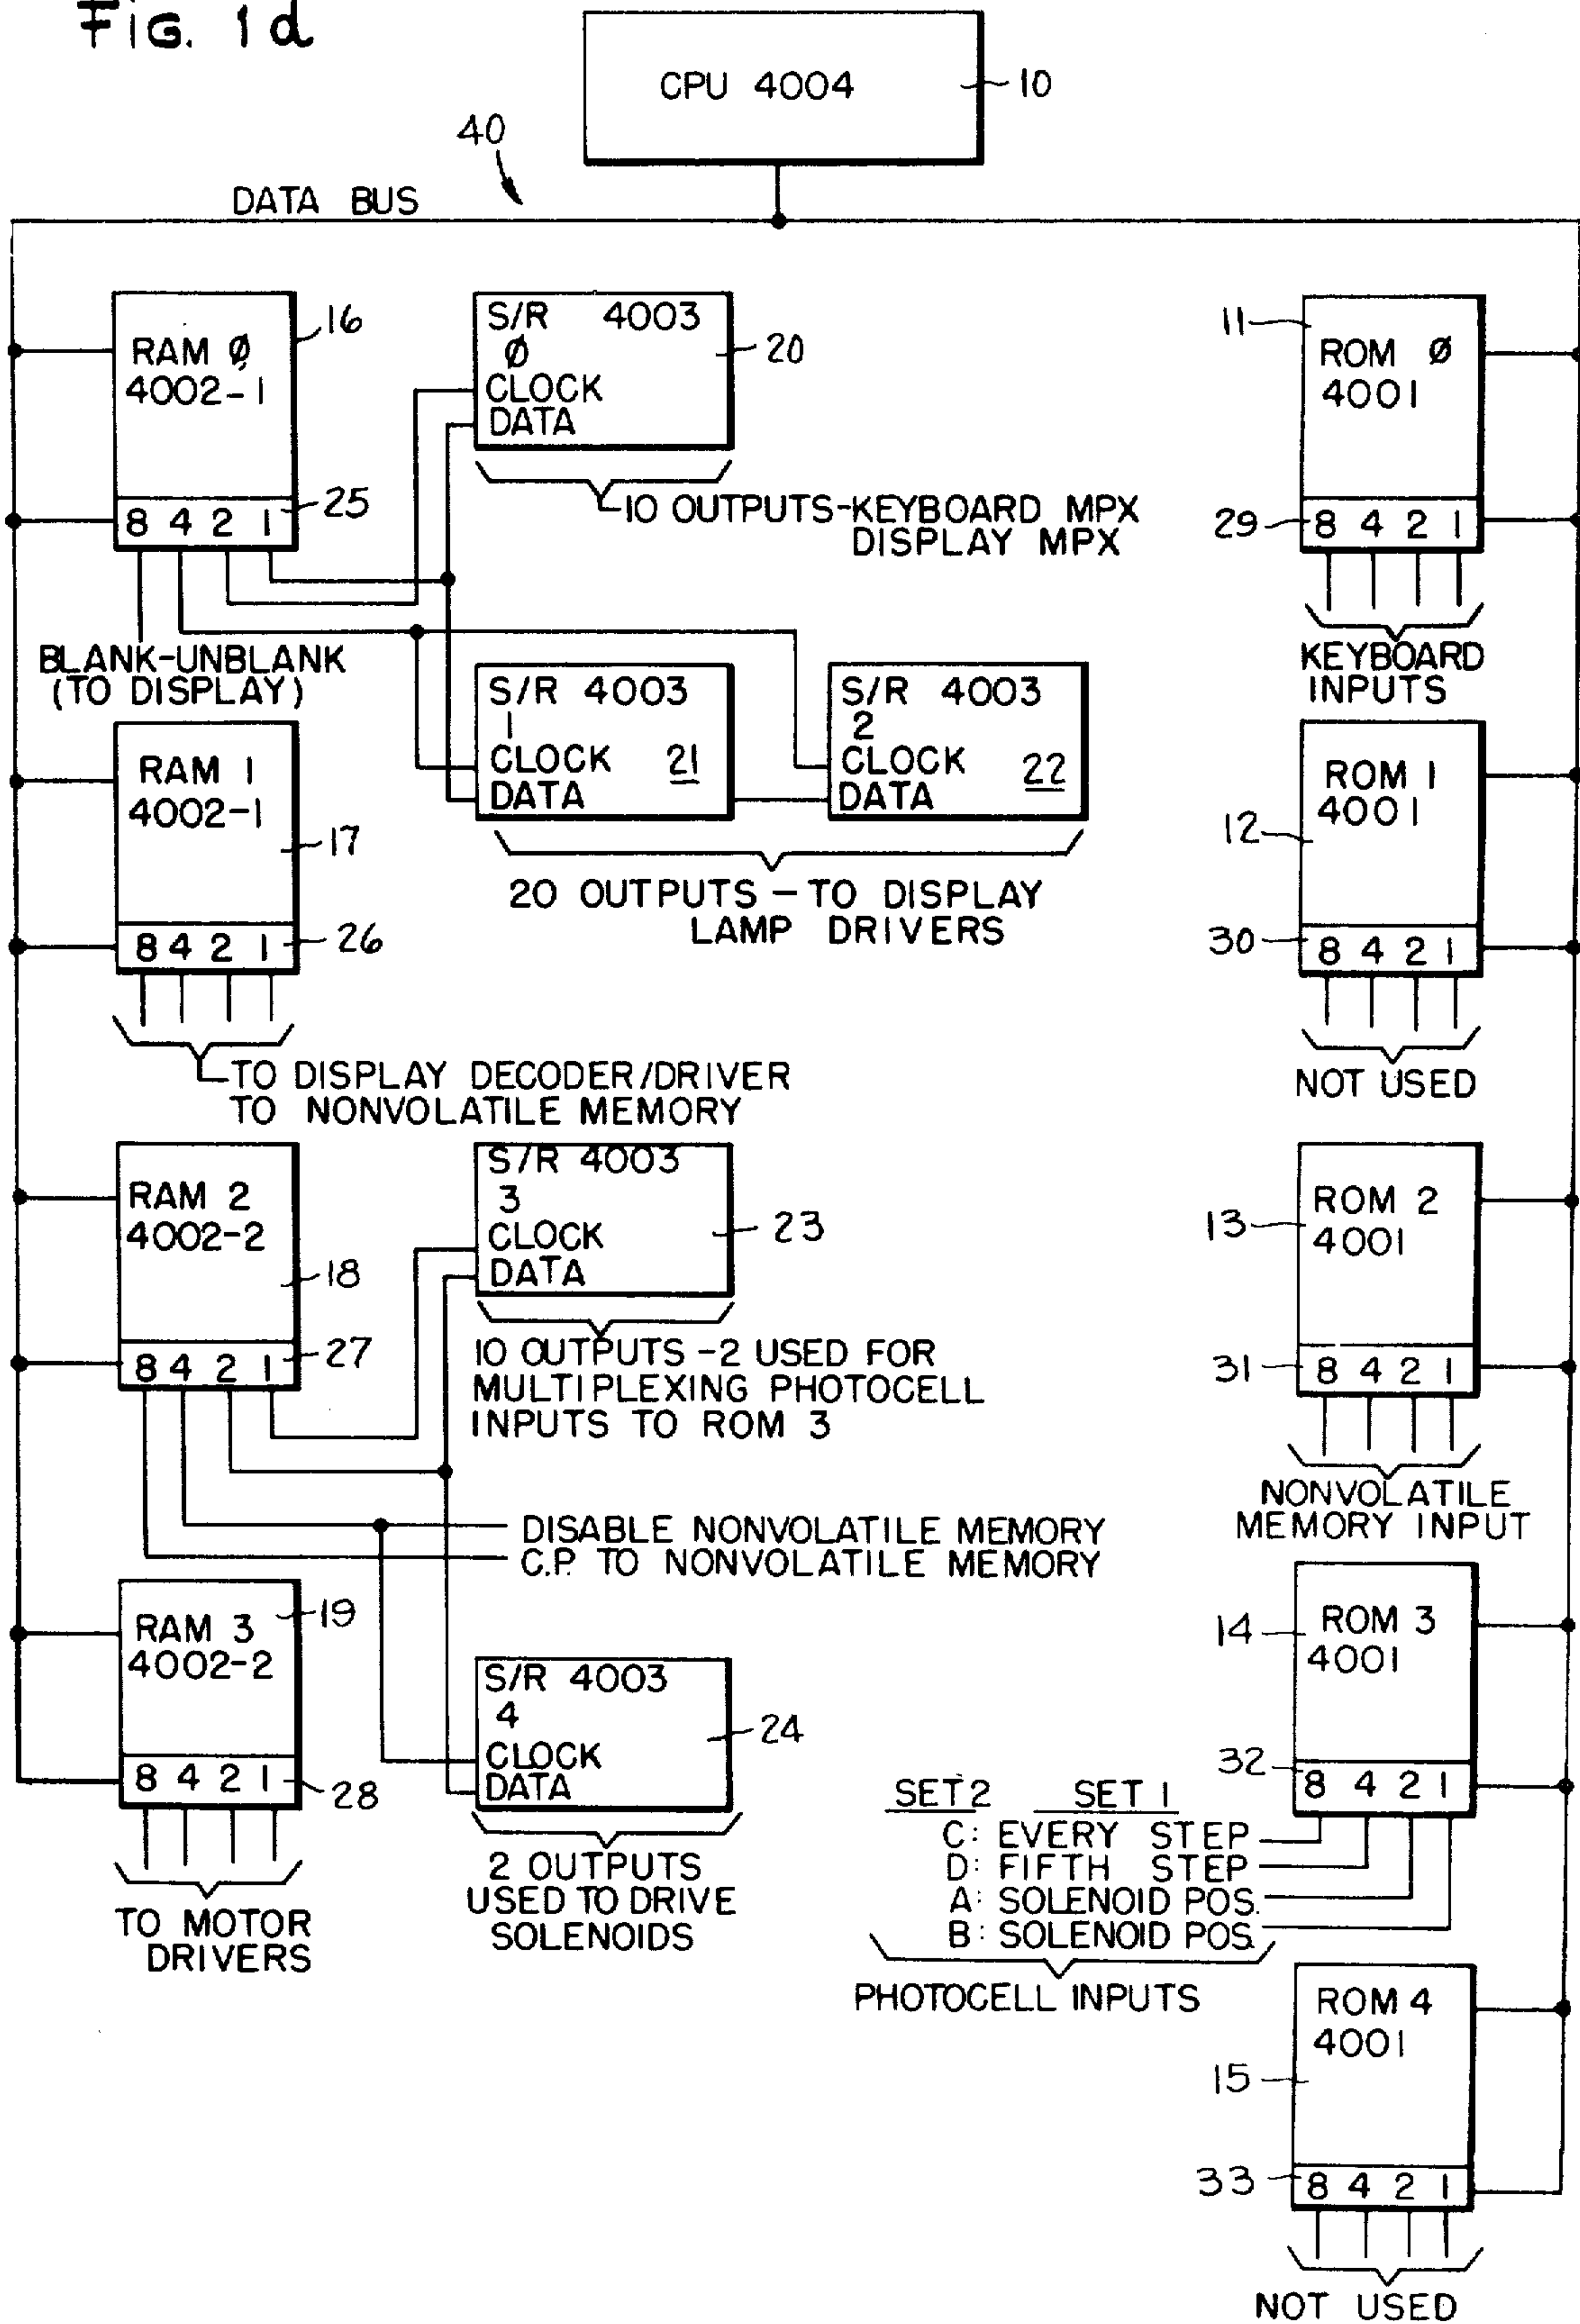 FIG. 1d
CPU 4004
10
40
DATA BUS
RAM Ø
4002-1
16
8 4 2 1
25
BLANK-UNBLANK
(TO DISPLAY)
S/R 4003
Ø
CLOCK
DATA
20
10 OUTPUTS-KEYBOARD MPX
DISPLAY MPX
S/R 4003
1
CLOCK
DATA
21
S/R 4003
2
CLOCK
DATA
22
20 OUTPUTS – TO DISPLAY
LAMP DRIVERS
RAM 1
4002-1
17
8 4 2 1
26
TO DISPLAY DECODER/DRIVER
TO NONVOLATILE MEMORY
RAM 2
4002-2
18
8 4 2 1
27
S/R 4003
3
CLOCK
DATA
23
10 OUTPUTS -2 USED FOR
MULTIPLEXING PHOTOCELL
INPUTS TO ROM 3
DISABLE NONVOLATILE MEMORY
C.P. TO NONVOLATILE MEMORY
RAM 3
4002-2
19
8 4 2 1
28
TO MOTOR
DRIVERS
S/R 4003
4
CLOCK
DATA
24
2 OUTPUTS
USED TO DRIVE
SOLENOIDS
11
ROM Ø
4001
29
8 4 2 1
KEYBOARD
INPUTS
ROM 1
4001
12
30
8 4 2 1
NOT USED
ROM 2
4001
13
31
8 4 2 1
NONVOLATILE
MEMORY INPUT
ROM 3
4001
14
32
8 4 2 1
SET 2 SET 1
C: EVERY STEP
D: FIFTH STEP
A: SOLENOID POS.
B: SOLENOID POS.
PHOTOCELL INPUTS
ROM 4
4001
15
33
8 4 2 1
NOT USED